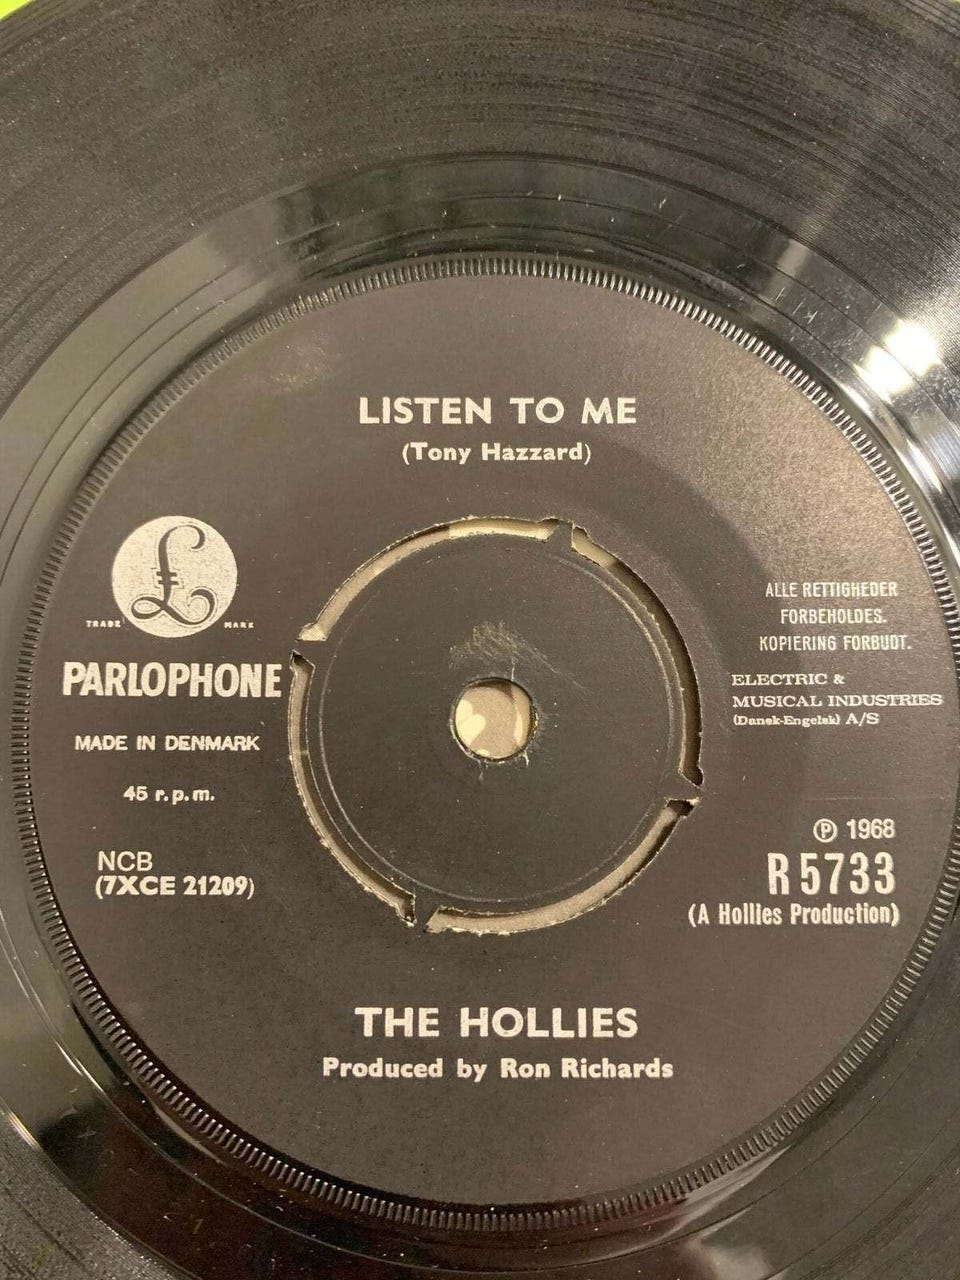 LISTEN TO ME
(Tony Hazzard)
£
TRADE MARK
PARLOPHONE
MADE IN DENMARK
45 r.p.m.
NCB
(7XCE 21209)
ALLE RETTIGHEDER
FORBEHOLDES.
KOPIERING FORBUDT.
ELECTRIC &
MUSICAL INDUSTRIES
(Dansk-Engelsk) A/S
℗ 1968
R 5733
(A Hollies Production)
THE HOLLIES
Produced by Ron Richards